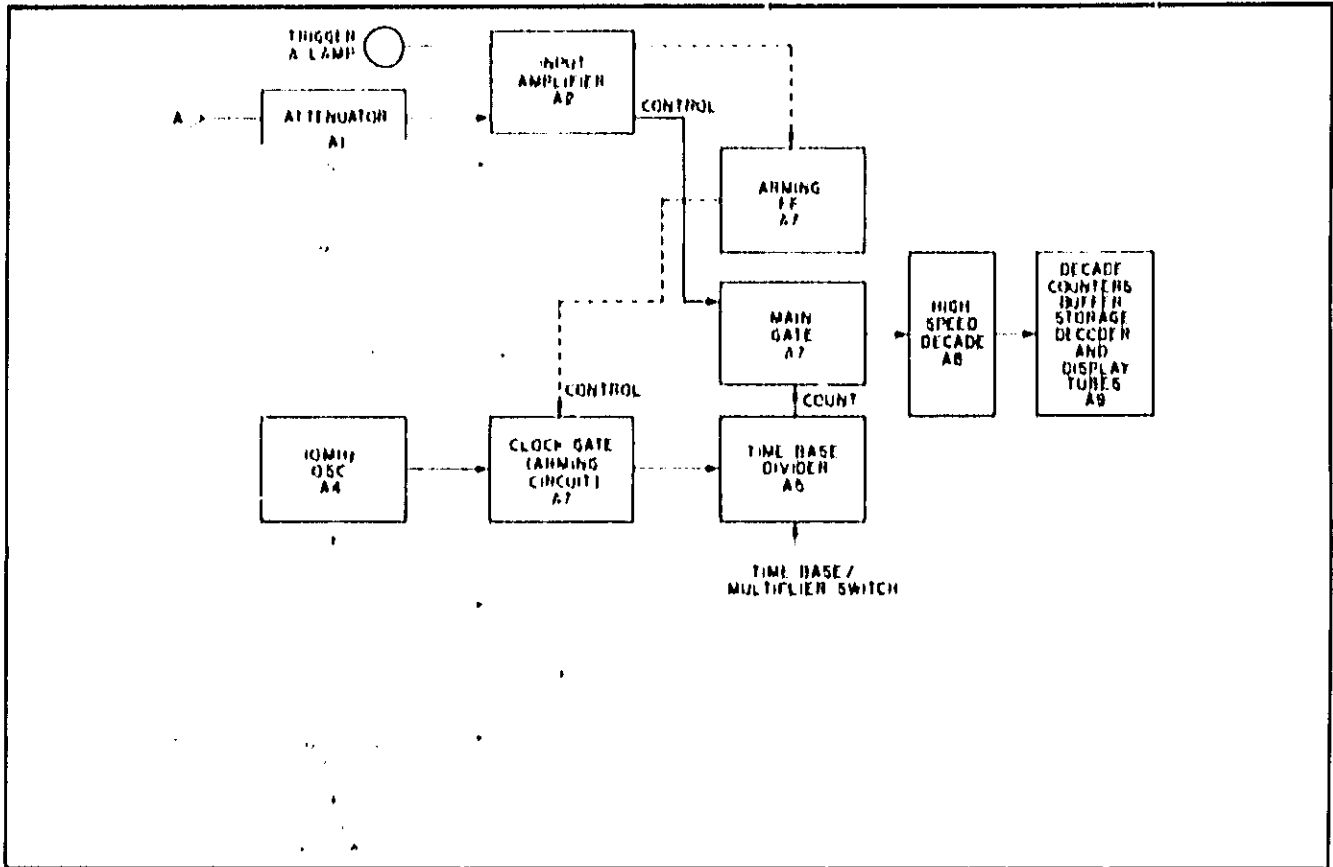 TRIGGER
A LAMP
INPUT
AMPLIFIER
A2
A
ATTENUATOR
A1
CONTROL
ARMING
FF
A7
DECADE
COUNTERS
BUFFER
STORAGE
DECODER
AND
DISPLAY
TUBES
A9
HIGH
SPEED
DECADE
A8
MAIN
GATE
A7
CONTROL
COUNT
10MHz
OSC
A4
CLOCK GATE
(ARMING
CIRCUIT)
A7
TIME BASE
DIVIDER
TIME BASE/
MULTIPLIER SWITCH